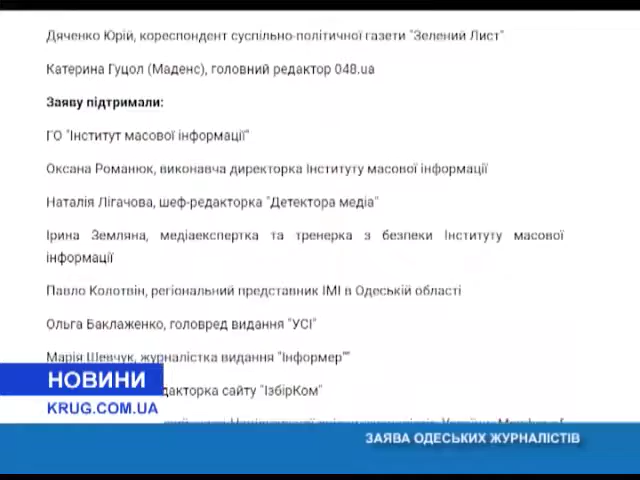 Дяченко Юрій, кореспондент суспільно-політичної газети "Зелений Лист"
Катерина Гуцол (Маденс), головний редактор 048.ua
Заяву підтримали:
ГО "Інститут масової інформації"
Оксана Романюк, виконавча директорка Інституту масової інформації
Наталія Лігачова, шеф-редакторка "Детектора медіа"
Ірина Земляна, медіаекспертка та тренерка з безпеки Інституту масової
інформації
Павло Колотвін, регіональний представник ІМІ в Одеській області
Ольга Баклаженко, головред видання "УСІ"
Марія Шевчук, журналістка видання "Інформер""
НОВИНИ
сайту "ІзбірКом"
KRUG.COM.UA
ЗАЯВА ОДЕСЬКИХ ЖУРНАЛІСТІВ